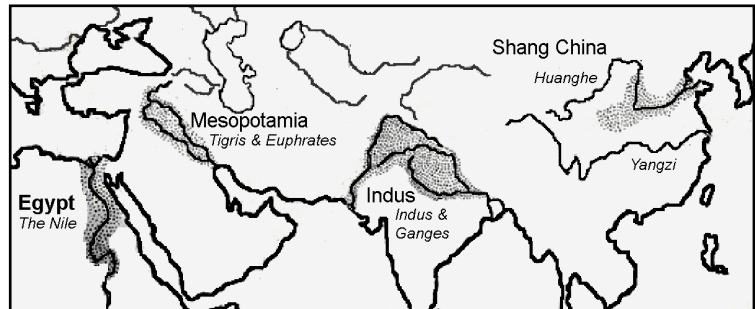 Shang China
Huanghe
Mesopotamia
Tigris & Euphrates
Yangzi
Egypt
The Nile
Indus
Indus &
Ganges